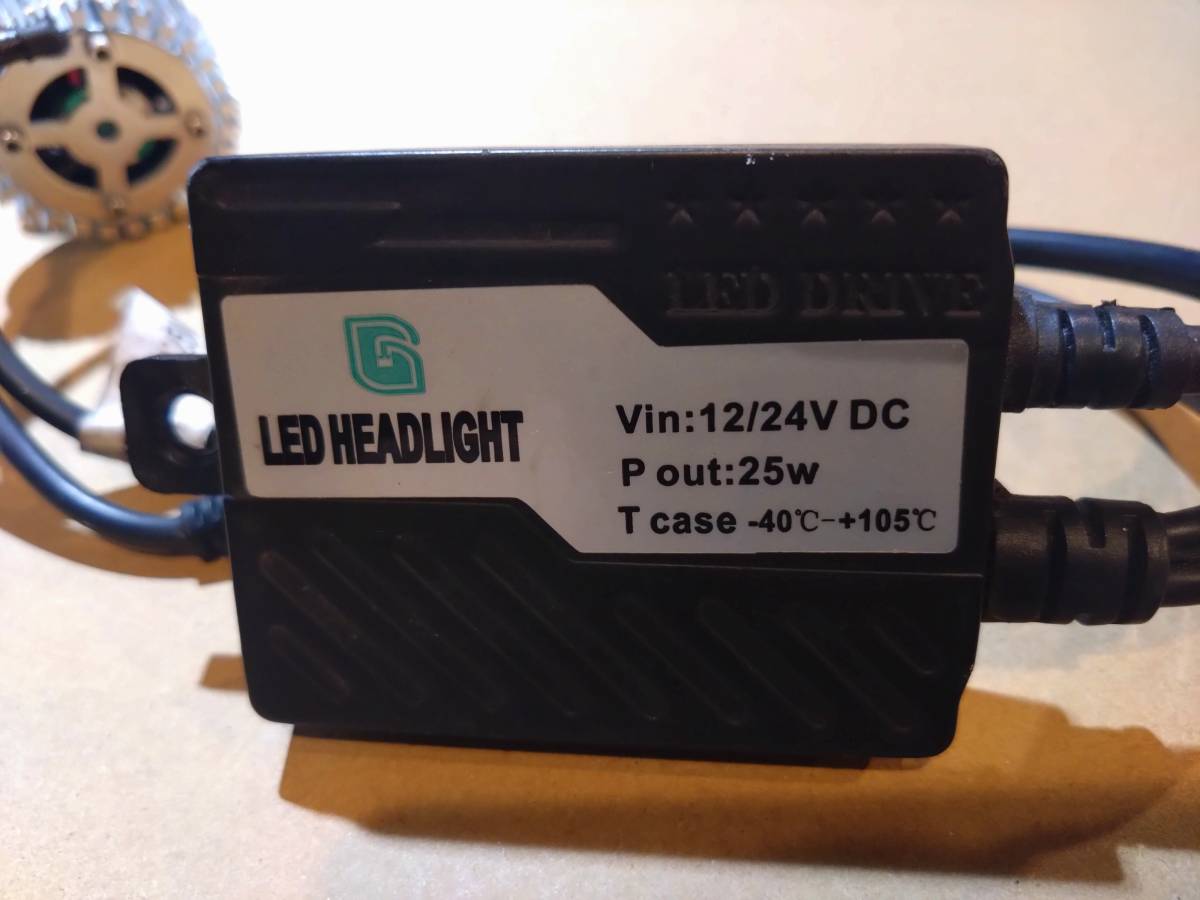 LED DRIVE
LED HEADLIGHT
Vin:12/24V DC
P out:25w
T case -40℃-+105℃